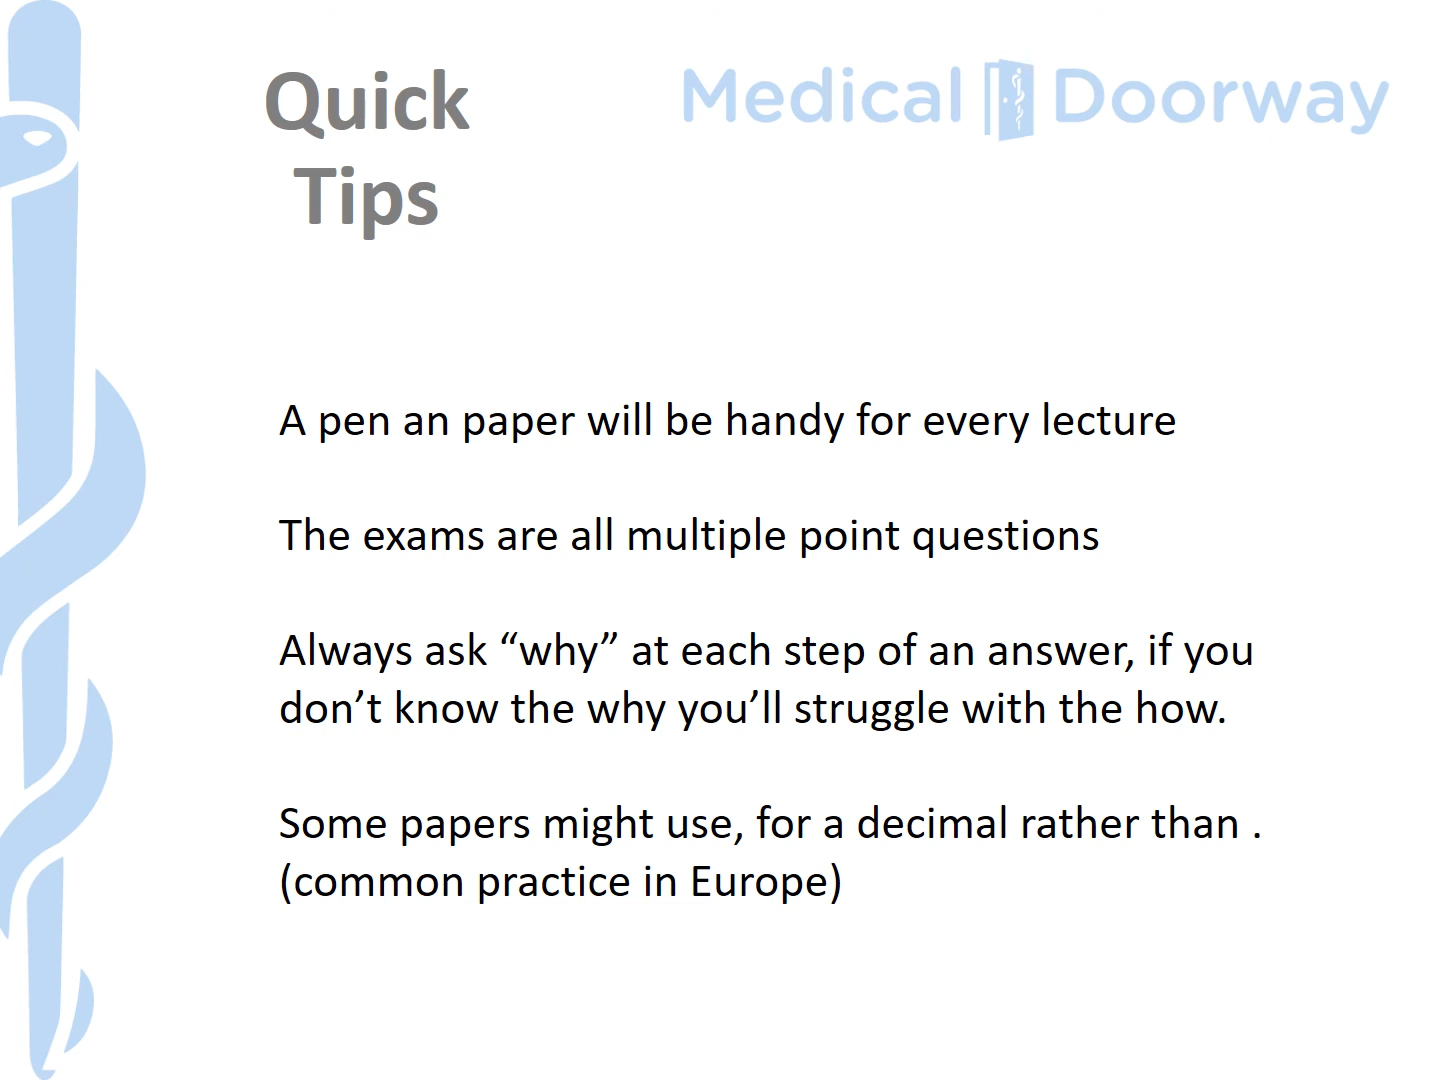 Quick
Tips
Medical Doorway
A pen an paper will be handy for every lecture
The exams are all multiple point questions
Always ask “why” at each step of an answer, if you
don’t know the why you’ll struggle with the how.
Some papers might use, for a decimal rather than .
(common practice in Europe)